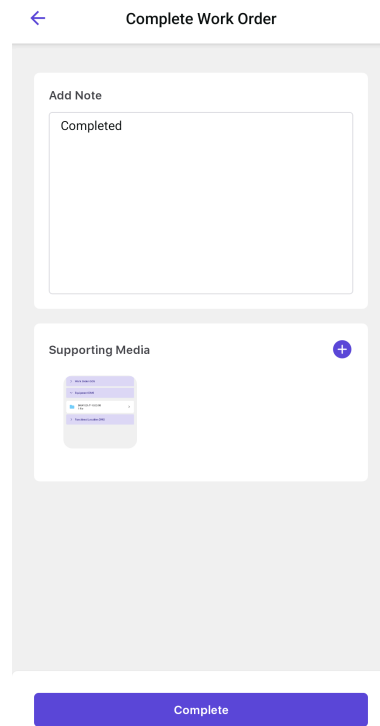 Complete Work Order
Add Note
Completed
Supporting Media
Complete